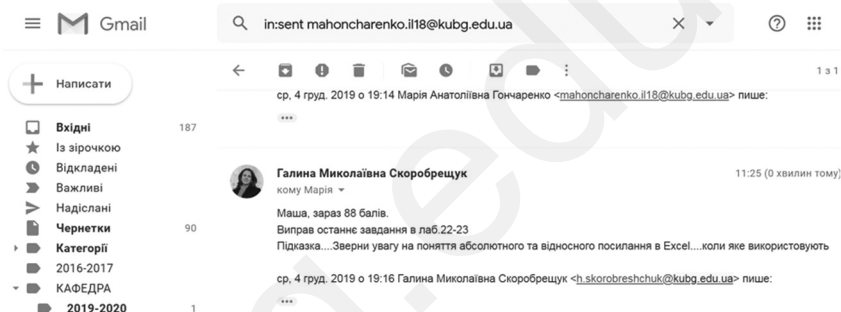 Gmail
in:sent mahoncharenko.il18@kubg.edu.ua
Написати
1 з 1
ср, 4 груд. 2019 о 19:14 Марія Анатоліївна Гончаренко <mahoncharenko.il18@kubg.edu.ua> пише:
Вхідні 187
Із зірочкою
Відкладені
Важливі
Надіслані
Чернетки 90
Категорії
2016-2017
КАФЕДРА
2019-2020 1
Галина Миколаївна Скоробрещук 11:25 (0 хвилин тому)
кому Марія
Маша, зараз 88 балів.
Виправ останнє завдання в лаб.22-23
Підказка....Зверни увагу на поняття абсолютного та відносного посилання в Excel....коли яке використовують
ср, 4 груд. 2019 о 19:16 Галина Миколаївна Скоробрещук <h.skorobreshchuk@kubg.edu.ua> пише: